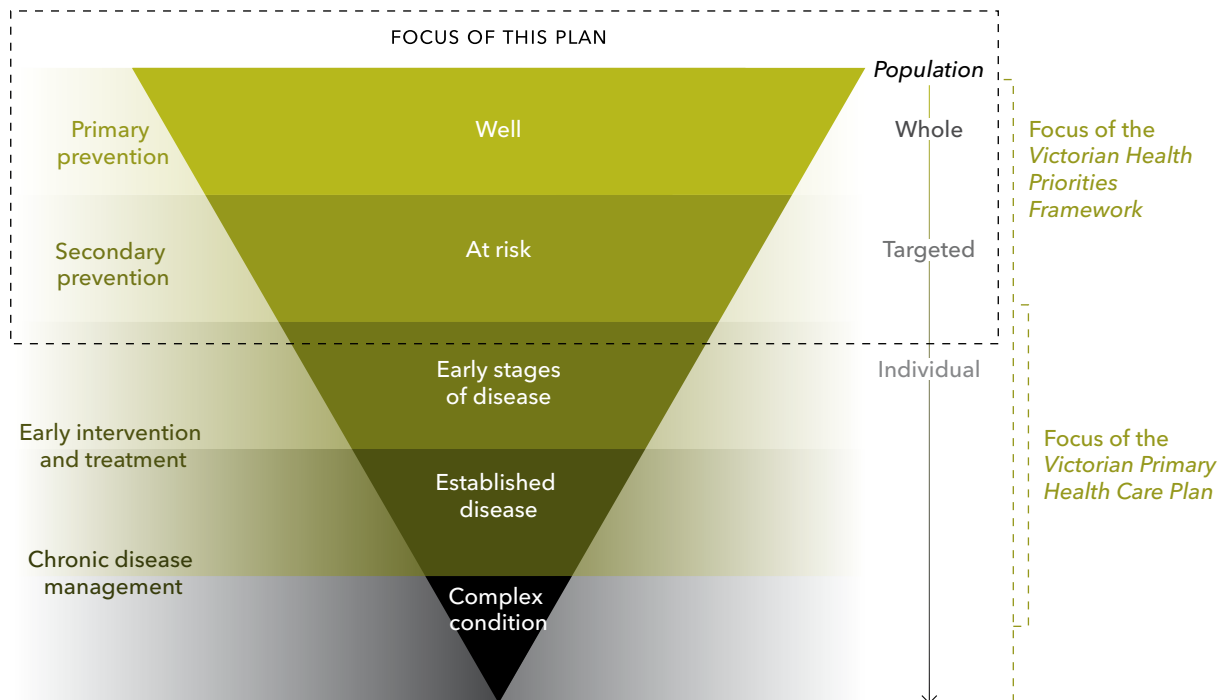 FOCUS OF THIS PLAN
Population
Primary
prevention
Well
Whole
Focus of the
Victorian Health
Priorities
Framework
Secondary
prevention
At risk
Targeted
Early stages
of disease
Individual
Early intervention
and treatment
Focus of the
Victorian Primary
Health Care Plan
Established
disease
Chronic disease
management
Complex
condition